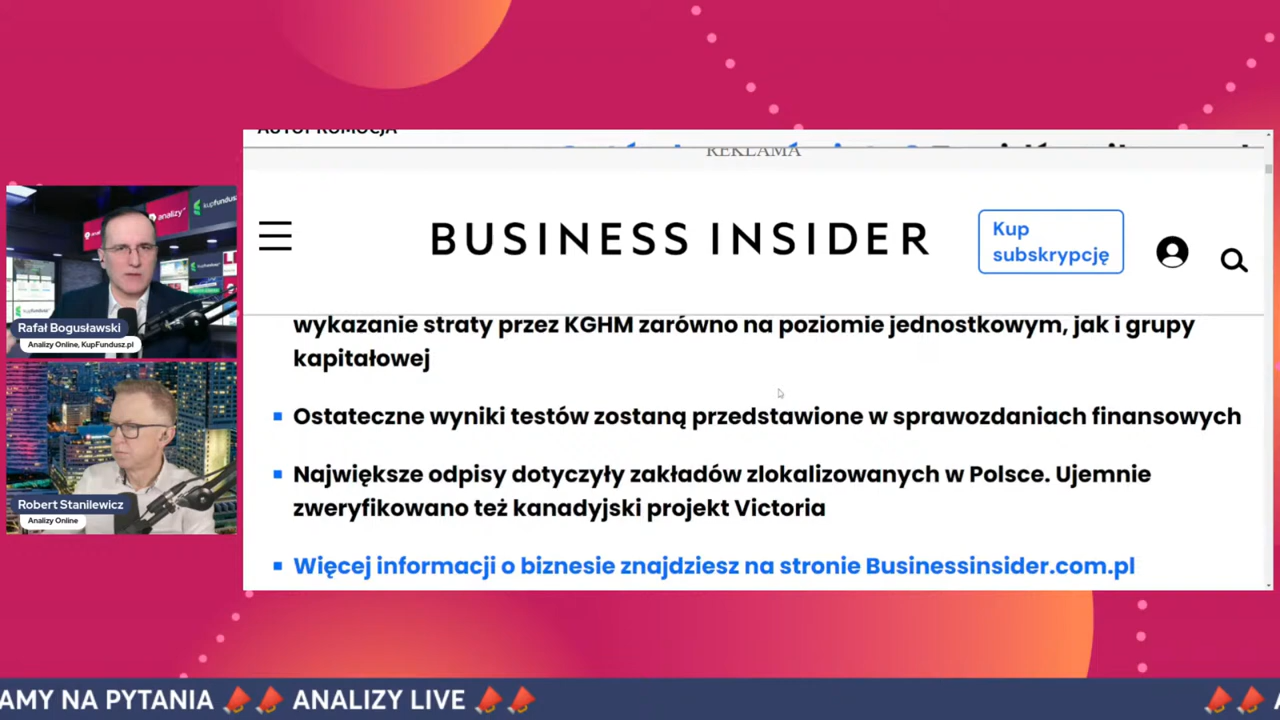 AUTOPROMOCJA
REKLAMA
BUSINESS INSIDER
Kup
subskrypcję
wykazanie straty przez KGHM zarówno na poziomie jednostkowym, jak i grupy
kapitałowej
Ostateczne wyniki testów zostaną przedstawione w sprawozdaniach finansowych
Największe odpisy dotyczyły zakładów zlokalizowanych w Polsce. Ujemnie
zweryfikowano też kanadyjski projekt Victoria
Więcej informacji o biznesie znajdziesz na stronie Businessinsider.com.pl
analizy
kupfundusz
Rafał Bogusławski
Analizy Online, KupFundusz.pl
Robert Stanilewicz
Analizy Online
AMY NA PYTANIA 📣📣 ANALIZY LIVE 📣📣